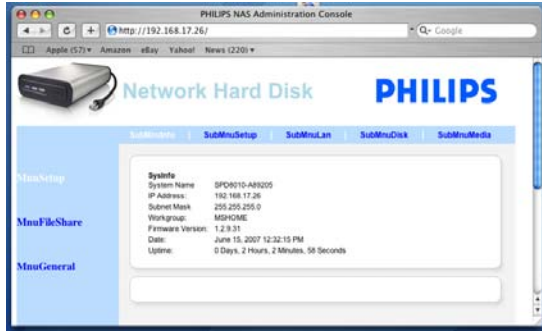 PHILIPS NAS Administration Console
http://192.168.17.26/
Google
Apple (57) Amazon eBay Yahoo! News (220)
Network Hard Disk
PHILIPS
SubMnuInfo | SubMnuSetup | SubMnuLan | SubMnuDisk | SubMnuMedia
MnuSetup
MnuFileShare
MnuGeneral
SysInfo
System Name SPD8010-A89205
IP Address: 192.168.17.26
Subnet Mask 255.255.255.0
Workgroup: MSHOME
Firmware Version: 1.2.9.31
Date: June 15, 2007 12:32:15 PM
Uptime: 0 Days, 2 Hours, 2 Minutes, 58 Seconds